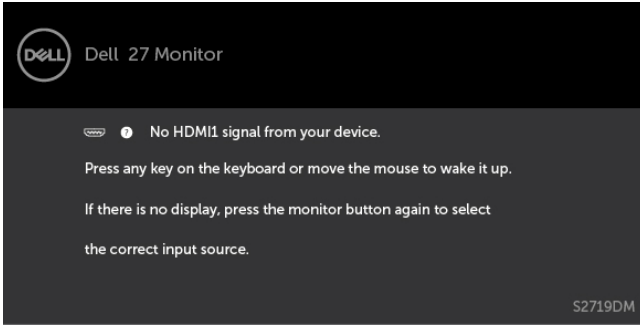 DELL
Dell 27 Monitor
? No HDMI1 signal from your device.
Press any key on the keyboard or move the mouse to wake it up.
If there is no display, press the monitor button again to select
the correct input source.
S2719DM